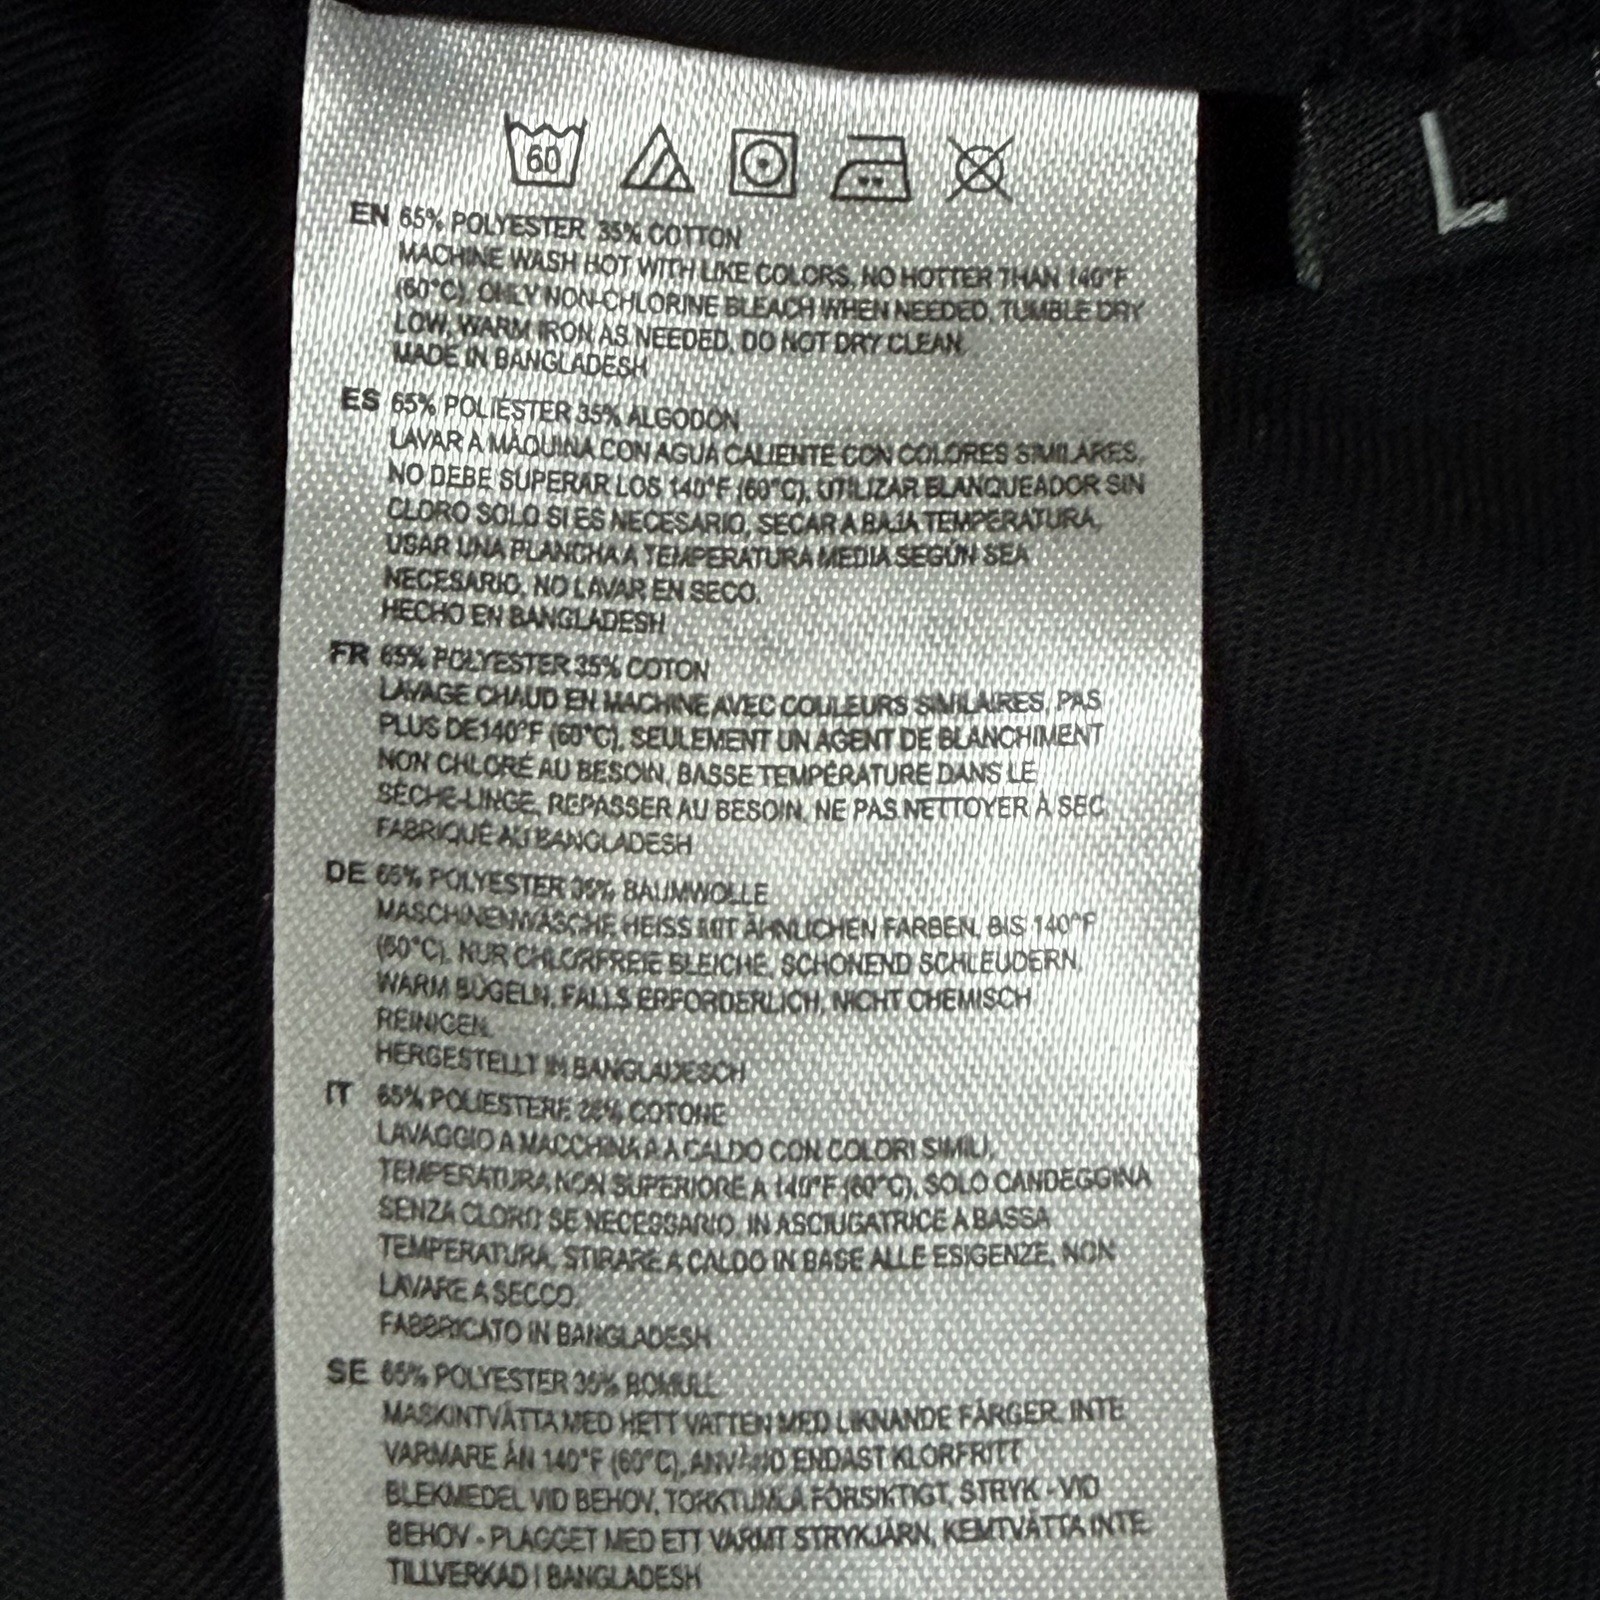 60
L
EN 65% POLYESTER 35% COTTON
MACHINE WASH HOT WITH LIKE COLORS, NO HOTTER THAN 140°F
(60°C), ONLY NON-CHLORINE BLEACH WHEN NEEDED, TUMBLE DRY
LOW, WARM IRON AS NEEDED, DO NOT DRY CLEAN.
MADE IN BANGLADESH
ES 65% POLIÉSTER 35% ALGODÓN
LAVAR A MÁQUINA CON AGUA CALIENTE CON COLORES SIMILARES,
NO DEBE SUPERAR LOS 140°F (60°C), UTILIZAR BLANQUEADOR SIN
CLORO SOLO SI ES NECESARIO, SECAR A BAJA TEMPERATURA,
USAR UNA PLANCHA A TEMPERATURA MEDIA SEGÚN SEA
NECESARIO, NO LAVAR EN SECO.
HECHO EN BANGLADESH
FR 65% POLYESTER 35% COTON
LAVAGE CHAUD EN MACHINE AVEC COULEURS SIMILAIRES, PAS
PLUS DE140°F (60°C), SEULEMENT UN AGENT DE BLANCHIMENT
NON CHLORÉ AU BESOIN, BASSE TEMPÉRATURE DANS LE
SÈCHE-LINGE, REPASSER AU BESOIN, NE PAS NETTOYER À SEC
FABRIQUÉ AU BANGLADESH
DE 65% POLYESTER 35% BAUMWOLLE
MASCHINENWÄSCHE HEISS MIT ÄHNLICHEN FARBEN, BIS 140°F
(60°C), NUR CHLORFREIE BLEICHE, SCHONEND SCHLEUDERN,
WARM BÜGELN, FALLS ERFORDERLICH, NICHT CHEMISCH
REINIGEN.
HERGESTELLT IN BANGLADESCH
IT 65% POLIESTERE 35% COTONE
LAVAGGIO A MACCHINA A CALDO CON COLORI SIMILI,
TEMPERATURA NON SUPERIORE A 140°F (60°C), SOLO CANDEGGINA
SENZA CLORO SE NECESSARIO, IN ASCIUGATRICE A BASSA
TEMPERATURA, STIRARE A CALDO IN BASE ALLE ESIGENZE, NON
LAVARE A SECCO.
FABBRICATO IN BANGLADESH
SE 65% POLYESTER 35% BOMULL
MASKINTVÄTTA MED HETT VATTEN MED LIKNANDE FÄRGER, INTE
VARMARE ÄN 140°F (60°C), ANVÄND ENDAST KLORFRITT
BLEKMEDEL VID BEHOV, TORKTUMLA FÖRSIKTIGT, STRYK - VID
BEHOV - PLAGGET MED ETT VARMT STRYKJÄRN, KEMTVÄTTA INTE
TILLVERKAD I BANGLADESH